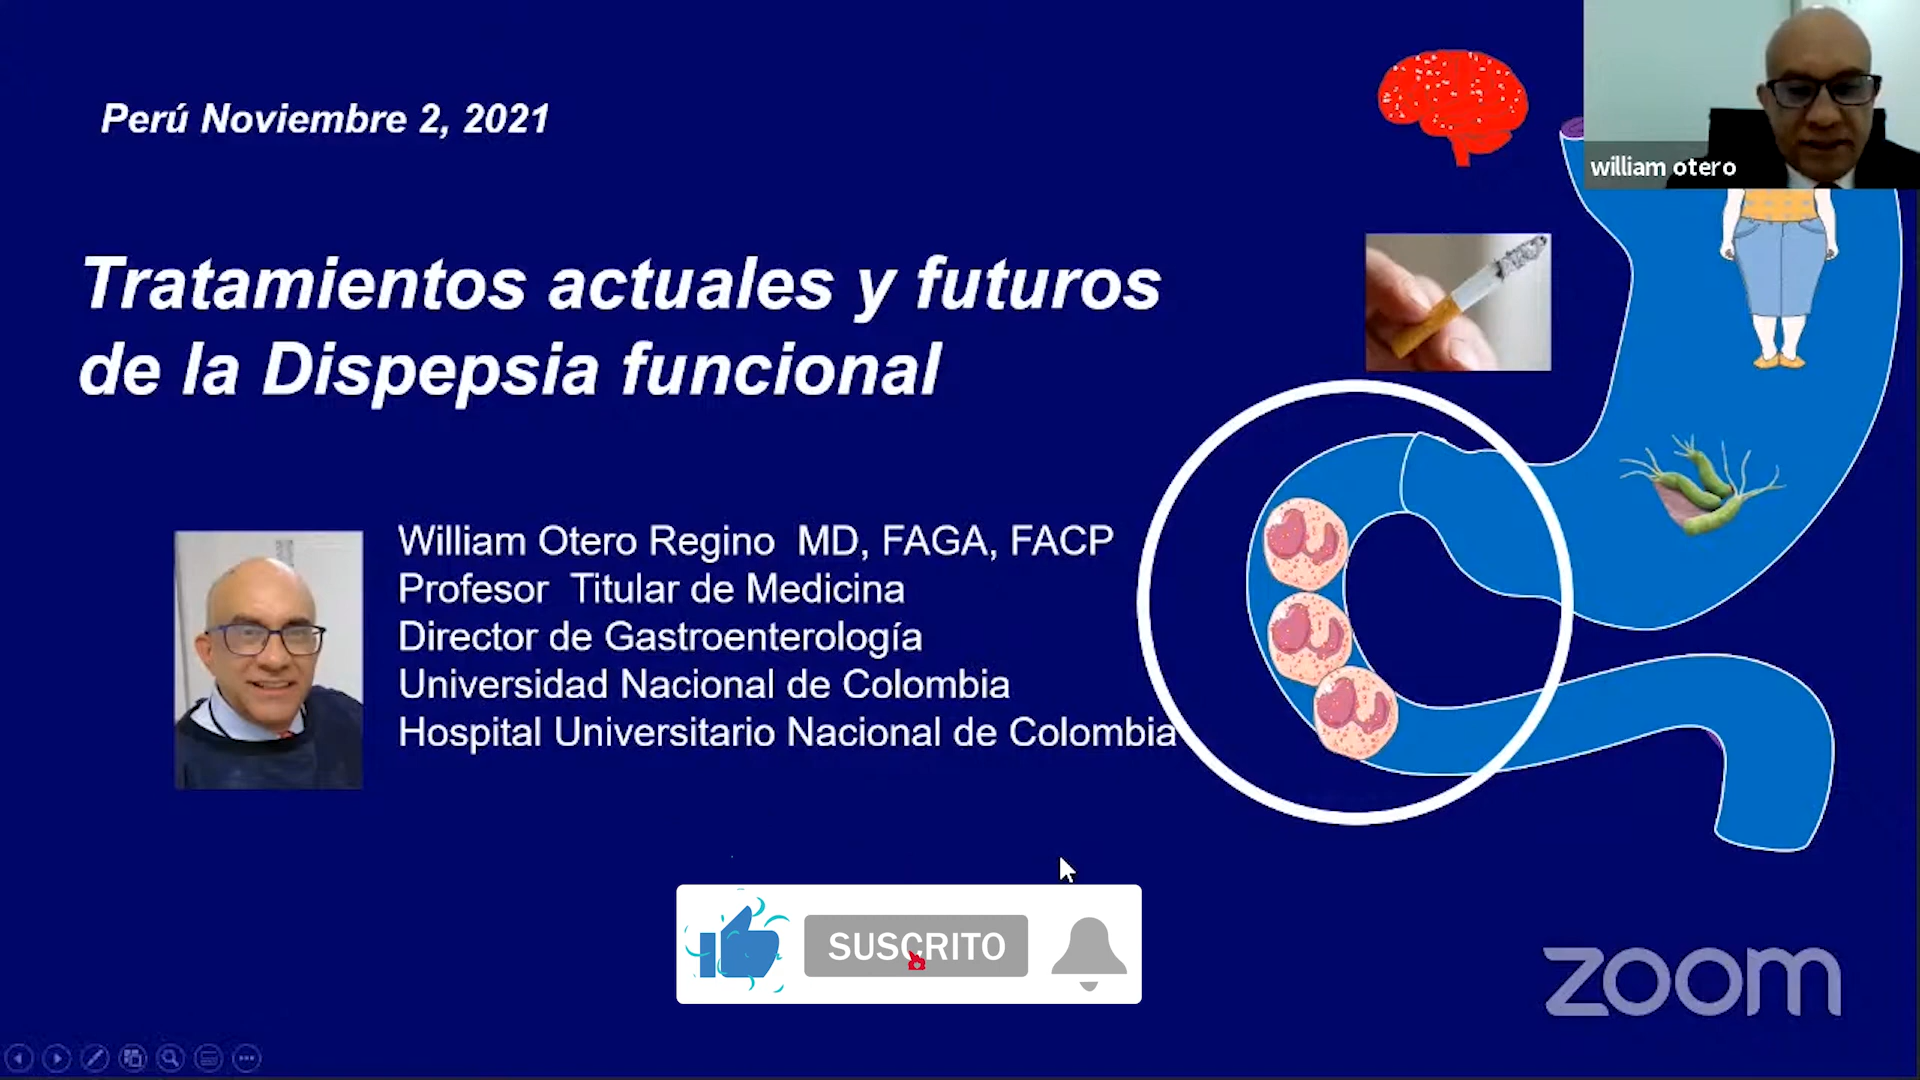 Perú Noviembre 2, 2021
william otero
Tratamientos actuales y futuros
de la Dispepsia funcional
William Otero Regino  MD, FAGA, FACP
Profesor  Titular de Medicina
Director de Gastroenterología
Universidad Nacional de Colombia
Hospital Universitario Nacional de Colombia
SUSCRITO
zoom